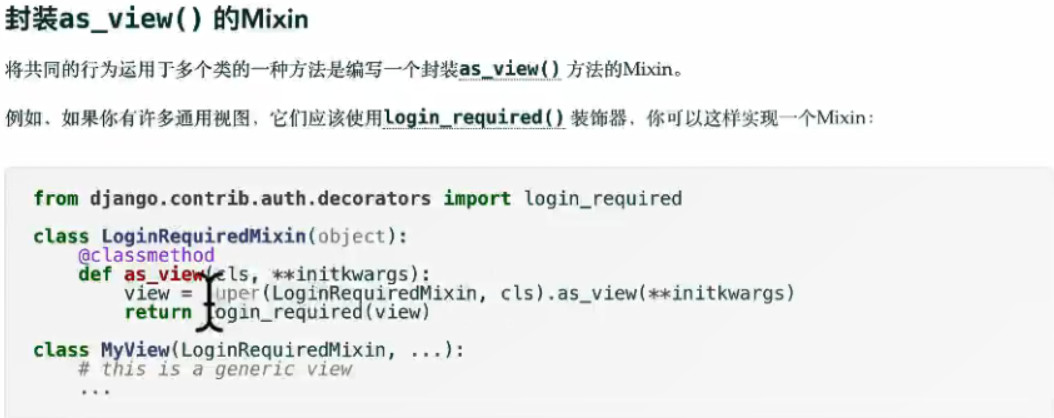 封装as_view() 的Mixin
将共同的行为运用于多个类的一种方法是编写一个封装as_view() 方法的Mixin。
例如，如果你有许多通用视图，它们应该使用login_required() 装饰器，你可以这样实现一个Mixin：
from django.contrib.auth.decorators import login_required
class LoginRequiredMixin(object):
@classmethod
def as_view(cls, **initkwargs):
view = super(LoginRequiredMixin, cls).as_view(**initkwargs)
return login_required(view)
class MyView(LoginRequiredMixin, ...):
# this is a generic view
...